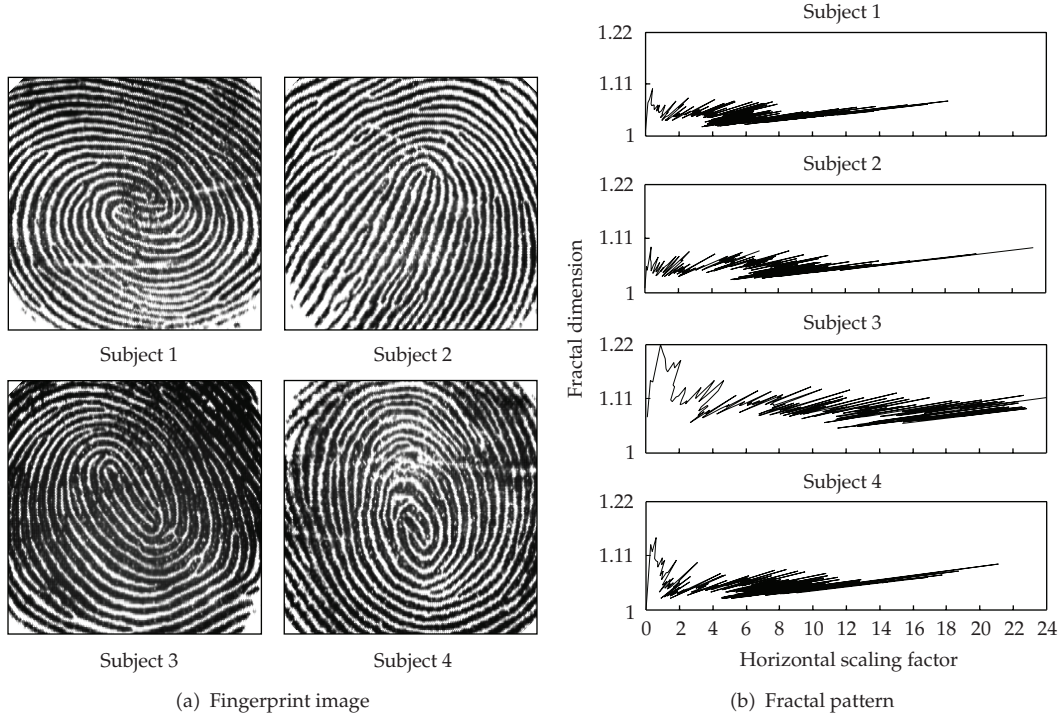 Subject 1
Subject 2
Subject 3
Subject 4
(a) Fingerprint image
Subject 1
1.22
1.11
1
Subject 2
1.22
1.11
1
Subject 3
1.22
1.11
1
Subject 4
1.22
1.11
1
0 2 4 6 8 10 12 14 16 18 20 22 24
Fractal dimension
Horizontal scaling factor
(b) Fractal pattern